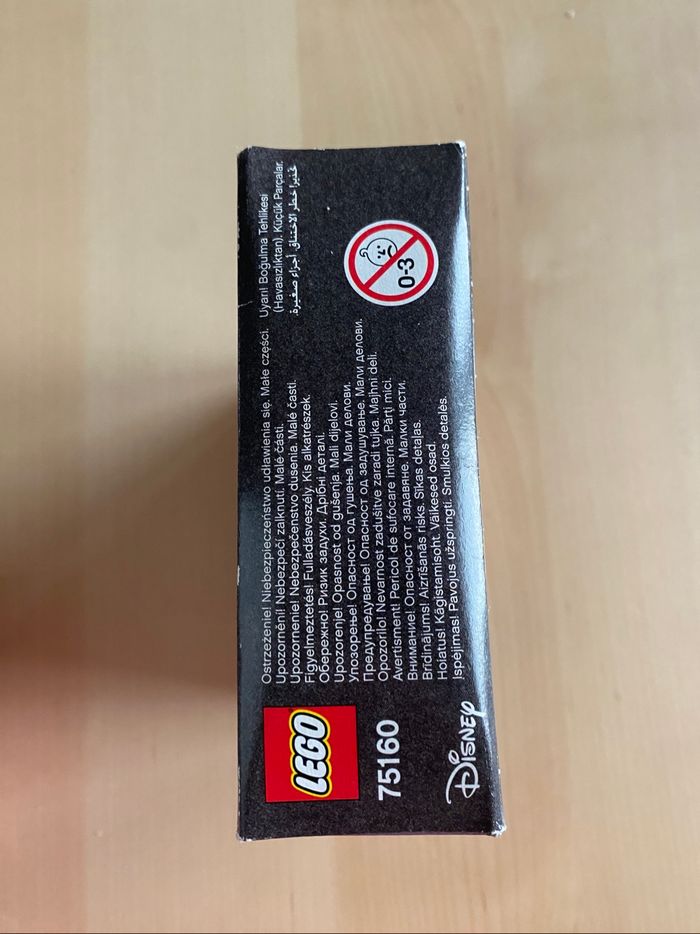 LEGO
75160
Disney
Ostrzeżenie! Niebezpieczeństwo udławienia się. Małe części.
Upozornění! Nebezpečí zalknutí. Malé části.
Upozornenie! Nebezpečenstvo dusenia. Malé časti.
Figyelmeztetés! Fulladásveszély. Kis alkatrészek.
Обережно! Ризик задухи. Дрібні деталі.
Upozorenje! Opasnost od gušenja. Mali dijelovi.
Упозорење! Опасност од гушења. Мали делови.
Предупредување! Опасност од задушување. Мали делови.
Opozorilo! Nevarnost zadušitve zaradi tujka. Majhni deli.
Avertisment! Pericol de sufocare internă. Părți mici.
Внимание! Опасност от задавяне. Малки части.
Brīdinājums! Aizrīšanās risks. Sīkas detaļas.
Hoiatus! Kägistamisoht. Väikesed osad.
Įspėjimas! Pavojus užspringti. Smulkios detalės.
Uyarı! Boğulma Tehlikesi
(Havasızlıktan). Küçük Parçalar.
تحذير! خطر الاختناق. أجزاء صغيرة.
0-3